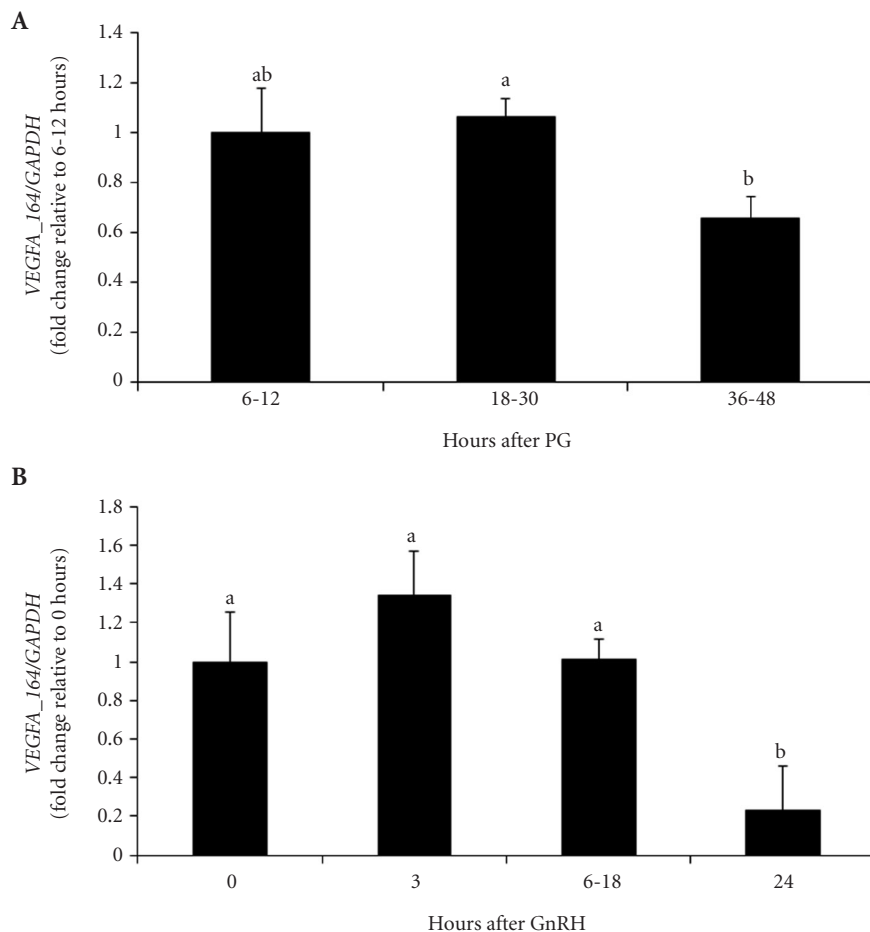 A
VEGFA_164/GAPDH
(fold change relative to 6-12 hours)
1.4
1.2
1
0.8
0.6
0.4
0.2
0
ab
a
b
6-12 18-30 36-48
Hours after PG
B
VEGFA_164/GAPDH
(fold change relative to 0 hours)
1.8
1.6
1.4
1.2
1
0.8
0.6
0.4
0.2
0
a
a
a
b
0 3 6-18 24
Hours after GnRH